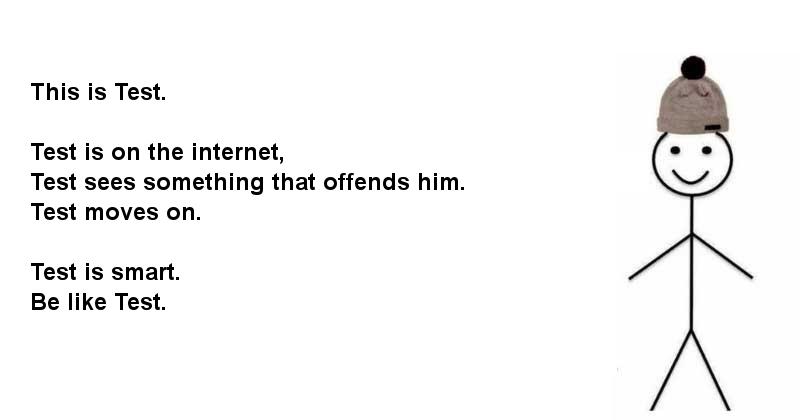 This is Test.
Test is on the internet,
Test sees something that offends him.
Test moves on.
Test is smart.
Be like Test.